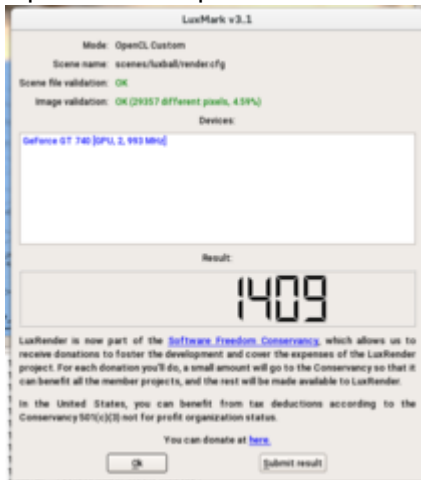 LuxMark v3.1
Mode: OpenCL Custom
Scene name: scenes/luxball/render.cfg
Scene file validation: OK
Image validation: OK (29357 different pixels, 4.59%)
Devices:
GeForce GT 740 [GPU, 2, 993 MHz]
Result:
1409
LuxRender is now part of the Software Freedom Conservancy, which allows us to
receive donations to foster the development and cover the expenses of the LuxRender
project. For each donation you'll do, a small amount will go to the Conservancy so that it
can benefit all the member projects, and the rest will be made available to LuxRender.
In the United States, you can benefit from tax deductions according to the
Conservancy 501(c)(3) not for profit organization status.
You can donate at here.
Ok
Submit result